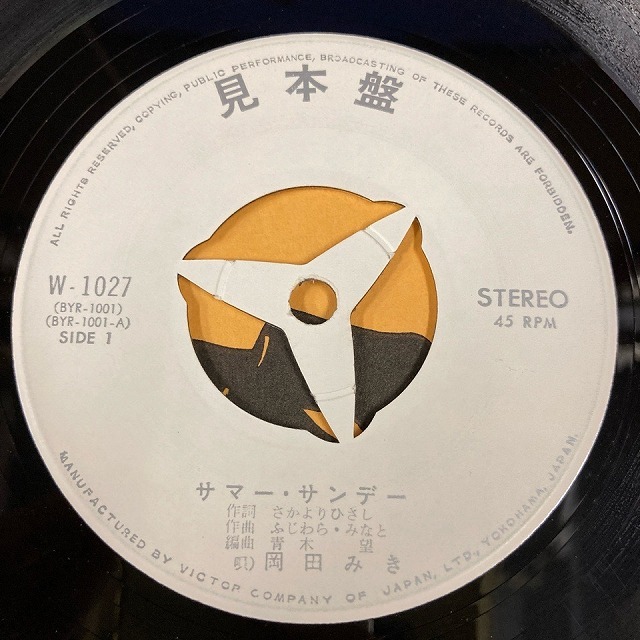 ALL RIGHTS RESERVED, COPYING, PUBLIC PERFORMANCE, BROADCASTING OF THESE RECORDS ARE FORBIDDEN.
見本盤
W-1027
(BYR-1001)
(BYR-1001-A)
SIDE 1
STEREO
45 RPM
サマー・サンデー
作詞 さかよりひさし
作曲 ふじわら・みなと
編曲 青木 望
唄) 岡田みき
MANUFACTURED BY VICTOR COMPANY OF JAPAN, LTD., YOKOHAMA, JAPAN.